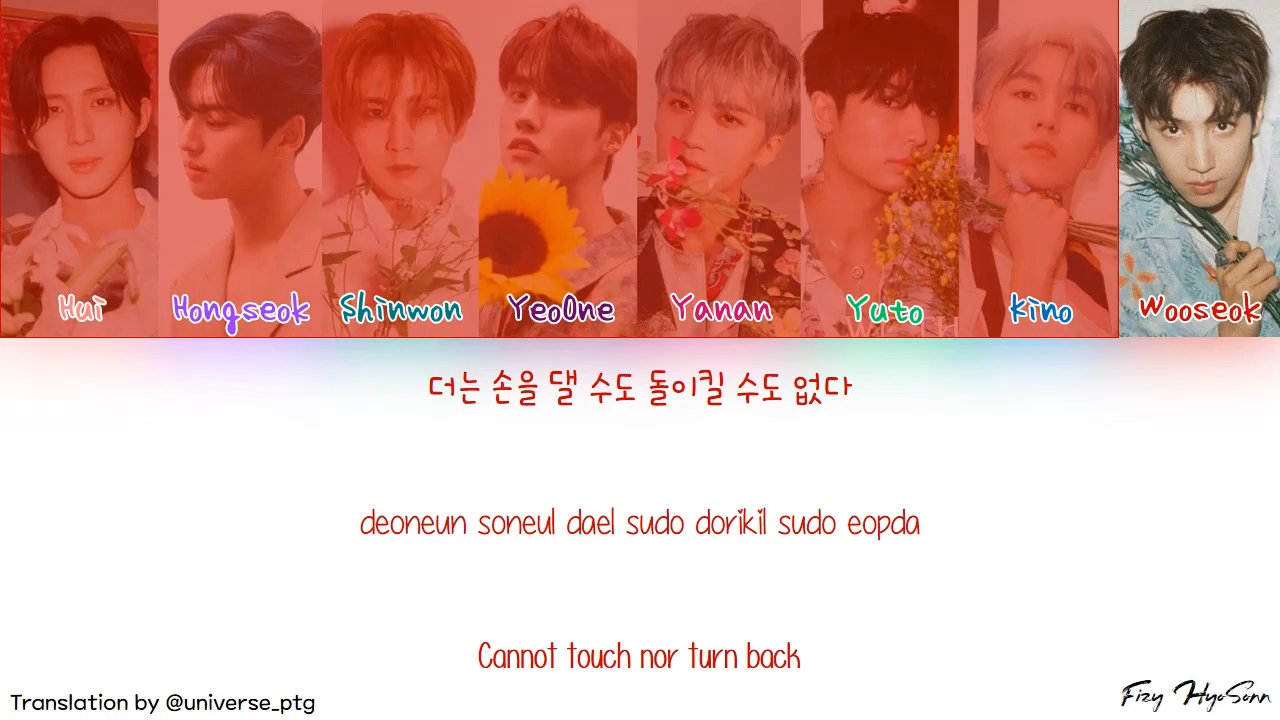 Hui Hongseok Shinwon YeoOne Yanan Yuto Kino Wooseok
더는 손을 댈 수도 돌이킬 수도 없다
deoneun soneul dael sudo dorikil sudo eopda
Cannot touch nor turn back
Translation by @universe_ptg
Fizy HyoSonn